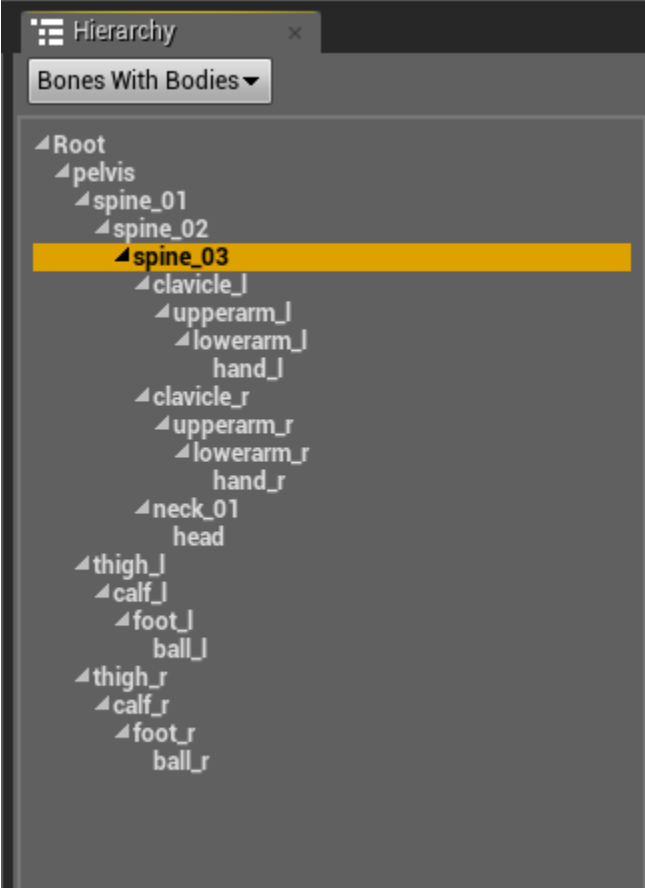 Hierarchy
Bones With Bodies
Root
pelvis
spine_01
spine_02
spine_03
clavicle_l
upperarm_l
lowerarm_l
hand_l
clavicle_r
upperarm_r
lowerarm_r
hand_r
neck_01
head
thigh_l
calf_l
foot_l
ball_l
thigh_r
calf_r
foot_r
ball_r